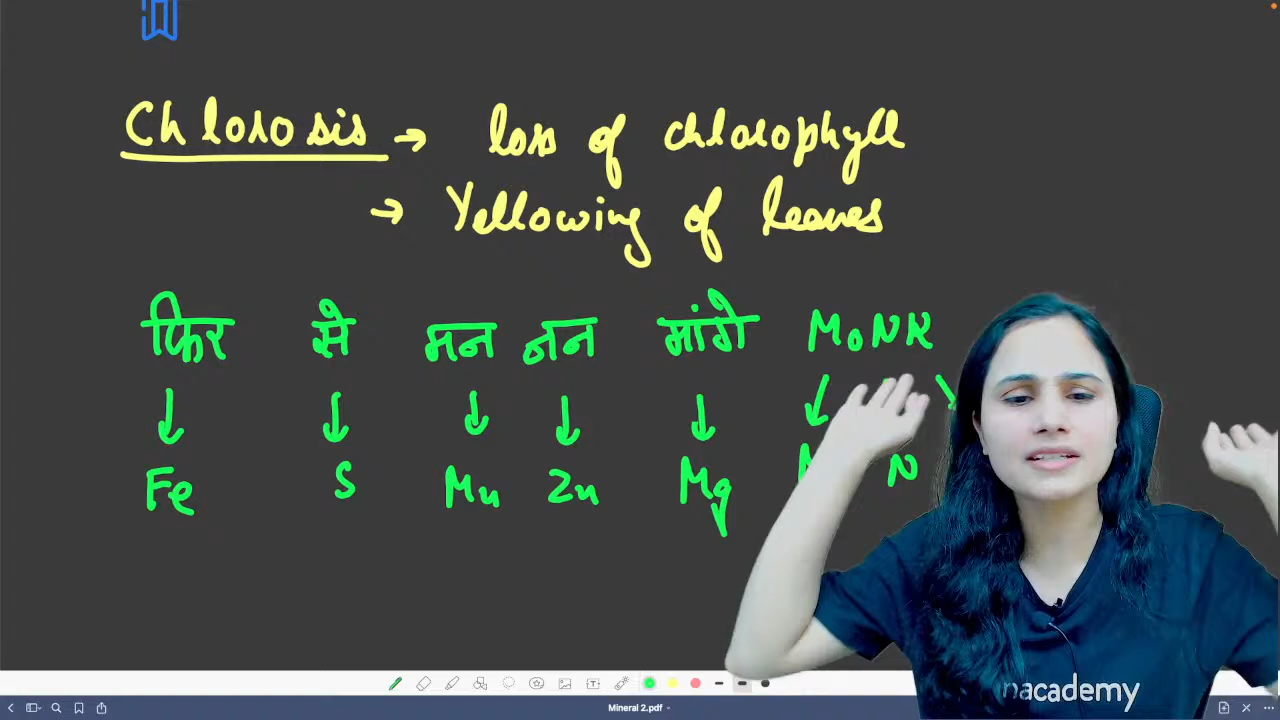 Chlorosis → loss of chlorophyll
→ Yellowing of leaves
फिर से मन नन मांगे MoNK
↓ ↓ ↓ ↓ ↓ ↙ ↘
Fe S Mn Zn Mg N
nacademy
Mineral 2.pdf